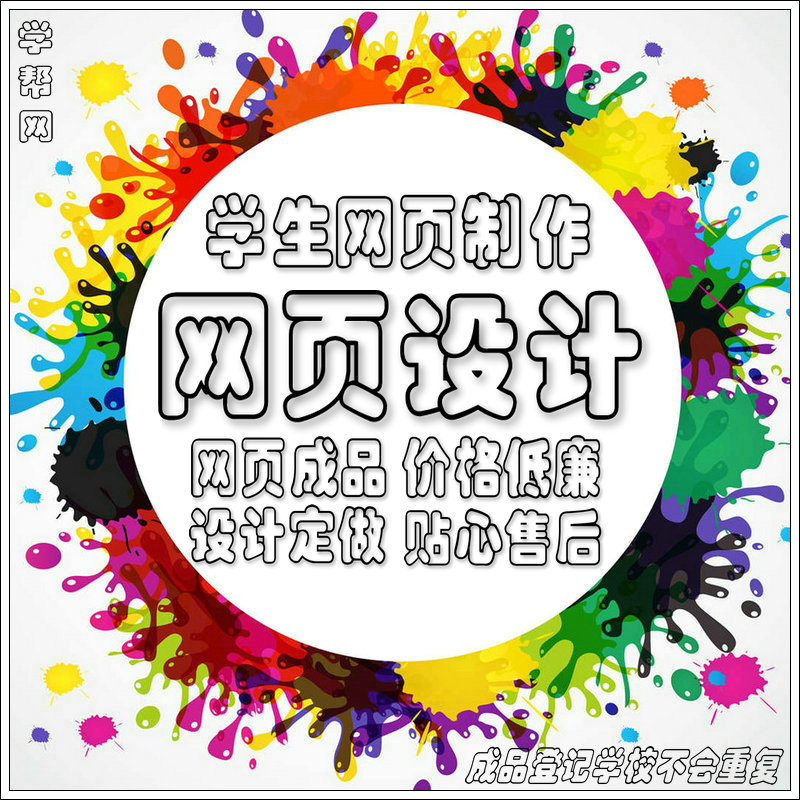 学帮网
学生网页制作
网页设计
网页成品 价格低廉
设计定做 贴心售后
成品登记学校不会重复